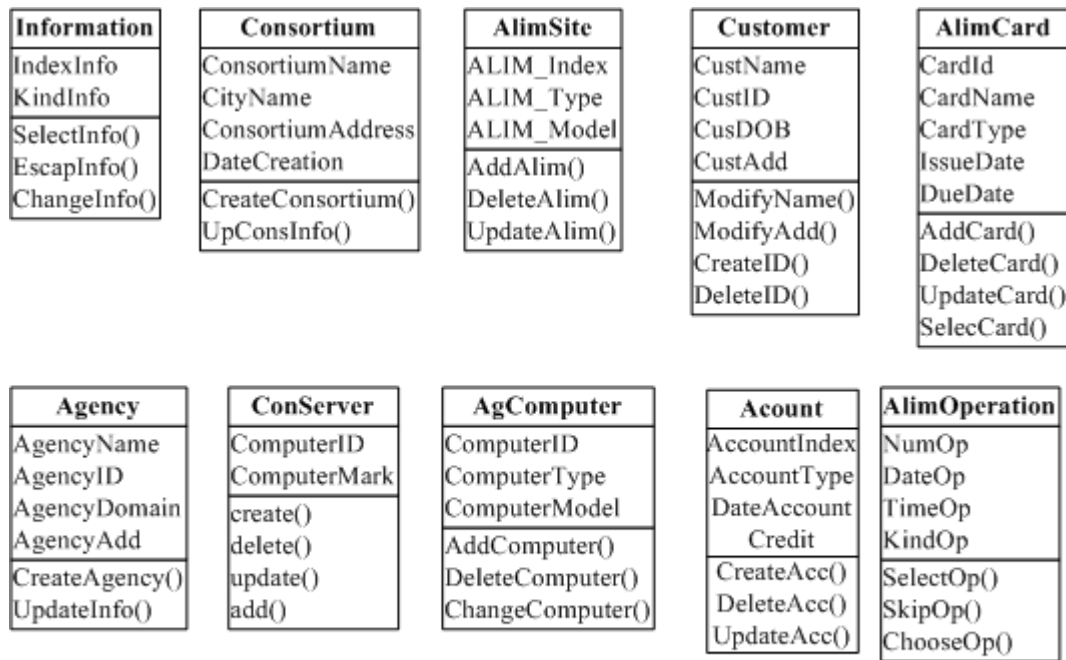 Information
IndexInfo
KindInfo
SelectInfo()
EscapInfo()
ChangeInfo()
Consortium
ConsortiumName
CityName
ConsortiumAddress
DateCreation
CreateConsortium()
UpConsInfo()
AlimSite
ALIM_Index
ALIM_Type
ALIM_Model
AddAlim()
DeleteAlim()
UpdateAlim()
Customer
CustName
CustID
CusDOB
CustAdd
ModifyName()
ModifyAdd()
CreateID()
DeleteID()
AlimCard
CardId
CardName
CardType
IssueDate
DueDate
AddCard()
DeleteCard()
UpdateCard()
SelecCard()
Agency
AgencyName
AgencyID
AgencyDomain
AgencyAdd
CreateAgency()
UpdateInfo()
ConServer
ComputerID
ComputerMark
create()
delete()
update()
add()
AgComputer
ComputerID
ComputerType
ComputerModel
AddComputer()
DeleteComputer()
ChangeComputer()
Acount
AccountIndex
AccountType
DateAccount
Credit
CreateAcc()
DeleteAcc()
UpdateAcc()
AlimOperation
NumOp
DateOp
TimeOp
KindOp
SelectOp()
SkipOp()
ChooseOp()